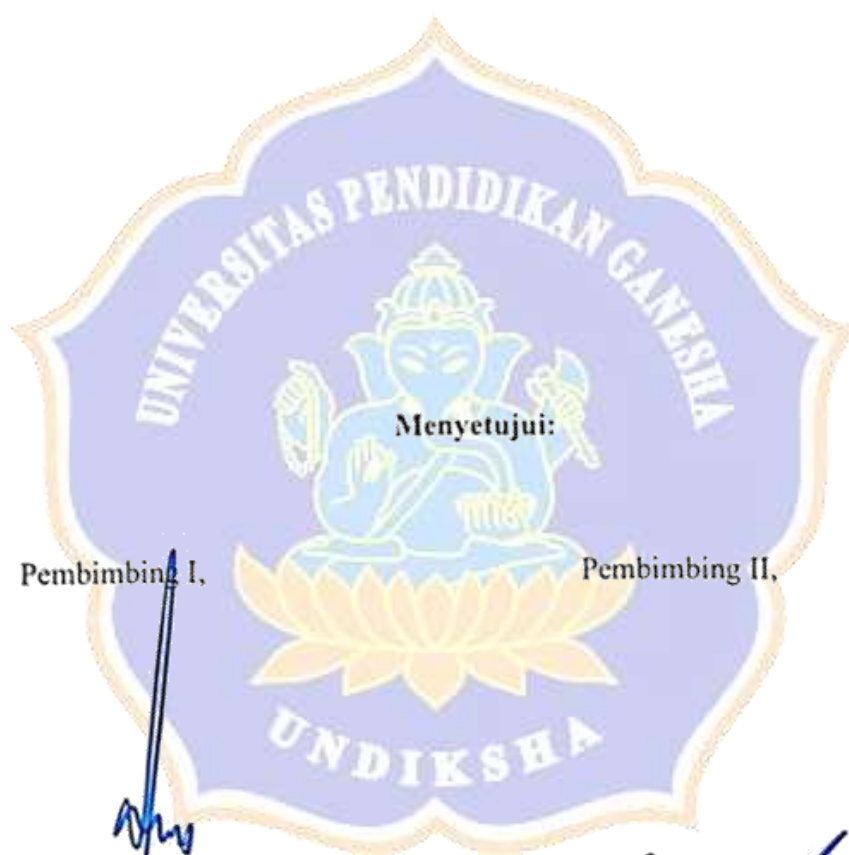 UNIVERSITAS PENDIDIKAN GANESHA
Menyetujui:
Pembimbing I,
Pembimbing II,
UNDIKSHA